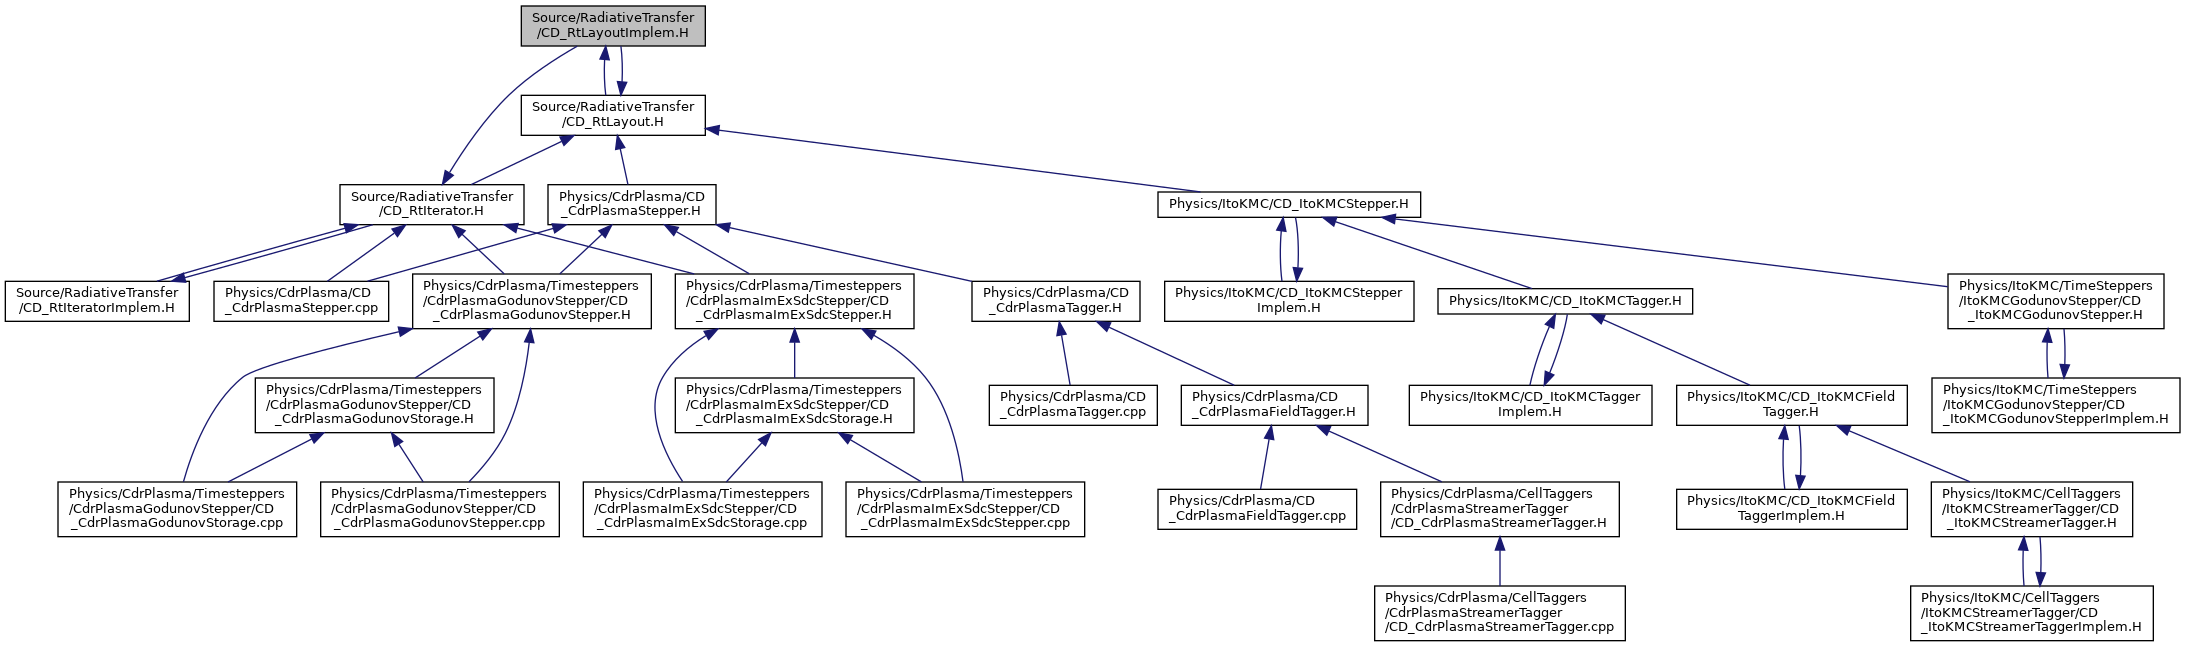 Source/RadiativeTransfer
/CD_RtLayoutImplem.H
Source/RadiativeTransfer
/CD_RtLayout.H
Source/RadiativeTransfer
/CD_RtIterator.H
Physics/CdrPlasma/CD
_CdrPlasmaStepper.H
Physics/ItoKMC/CD_ItoKMCStepper.H
Source/RadiativeTransfer
/CD_RtIteratorImplem.H
Physics/CdrPlasma/CD
_CdrPlasmaStepper.cpp
Physics/CdrPlasma/Timesteppers
/CdrPlasmaGodunovStepper/CD
_CdrPlasmaGodunovStepper.H
Physics/CdrPlasma/Timesteppers
/CdrPlasmaImExSdcStepper/CD
_CdrPlasmaImExSdcStepper.H
Physics/CdrPlasma/CD
_CdrPlasmaTagger.H
Physics/ItoKMC/CD_ItoKMCStepper
Implem.H
Physics/ItoKMC/CD_ItoKMCTagger.H
Physics/ItoKMC/TimeSteppers
/ItoKMCGodunovStepper/CD
_ItoKMCGodunovStepper.H
Physics/CdrPlasma/Timesteppers
/CdrPlasmaGodunovStepper/CD
_CdrPlasmaGodunovStorage.H
Physics/CdrPlasma/Timesteppers
/CdrPlasmaImExSdcStepper/CD
_CdrPlasmaImExSdcStorage.H
Physics/CdrPlasma/CD
_CdrPlasmaTagger.cpp
Physics/CdrPlasma/CD
_CdrPlasmaFieldTagger.H
Physics/ItoKMC/CD_ItoKMCTagger
Implem.H
Physics/ItoKMC/CD_ItoKMCField
Tagger.H
Physics/ItoKMC/TimeSteppers
/ItoKMCGodunovStepper/CD
_ItoKMCGodunovStepperImplem.H
Physics/CdrPlasma/Timesteppers
/CdrPlasmaGodunovStepper/CD
_CdrPlasmaGodunovStorage.cpp
Physics/CdrPlasma/Timesteppers
/CdrPlasmaGodunovStepper/CD
_CdrPlasmaGodunovStepper.cpp
Physics/CdrPlasma/Timesteppers
/CdrPlasmaImExSdcStepper/CD
_CdrPlasmaImExSdcStorage.cpp
Physics/CdrPlasma/Timesteppers
/CdrPlasmaImExSdcStepper/CD
_CdrPlasmaImExSdcStepper.cpp
Physics/CdrPlasma/CD
_CdrPlasmaFieldTagger.cpp
Physics/CdrPlasma/CellTaggers
/CdrPlasmaStreamerTagger
/CD_CdrPlasmaStreamerTagger.H
Physics/ItoKMC/CD_ItoKMCField
TaggerImplem.H
Physics/ItoKMC/CellTaggers
/ItoKMCStreamerTagger/CD
_ItoKMCStreamerTagger.H
Physics/CdrPlasma/CellTaggers
/CdrPlasmaStreamerTagger
/CD_CdrPlasmaStreamerTagger.cpp
Physics/ItoKMC/CellTaggers
/ItoKMCStreamerTagger/CD
_ItoKMCStreamerTaggerImplem.H